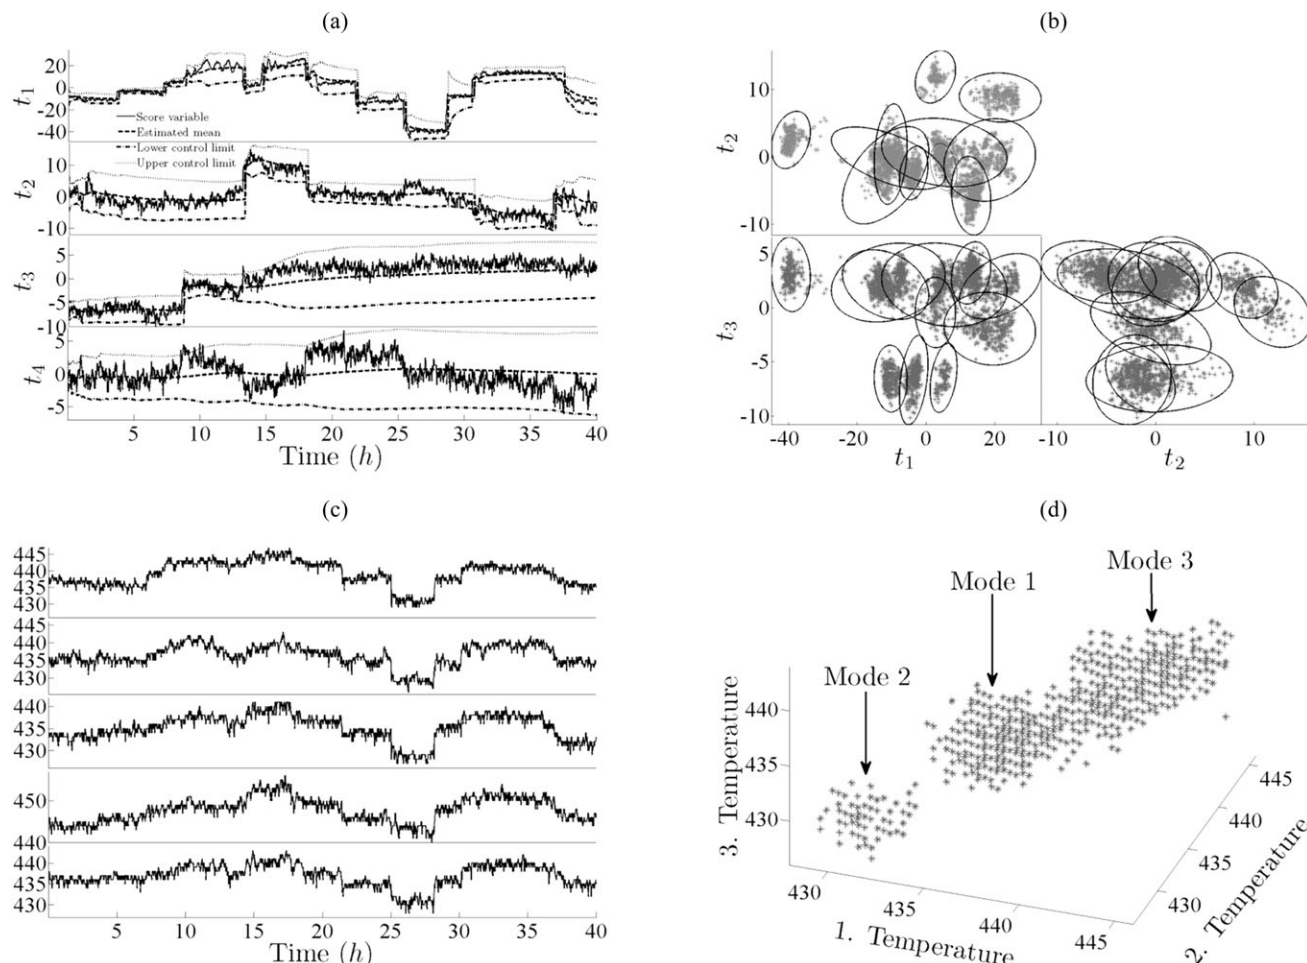 (a)
20
0
-20
-40
t1
Score variable
Estimated mean
Lower control limit
Upper control limit
10
0
-10
t2
5
0
-5
-10
t3
0
-5
t4
5 10 15 20 25 30 35 40
Time (h)
(b)
10
0
-10
t2
5
0
-5
-10
t3
-40 -20 0 20 -10 0 10
t1 t2
(c)
445
440
435
430
445
440
435
430
440
435
430
450
440
440
435
430
5 10 15 20 25 30 35 40
Time (h)
(d)
Mode 3
Mode 1
Mode 2
440
435
430
3. Temperature
430
435
440
445
1. Temperature
445
440
435
430
2. Temperature